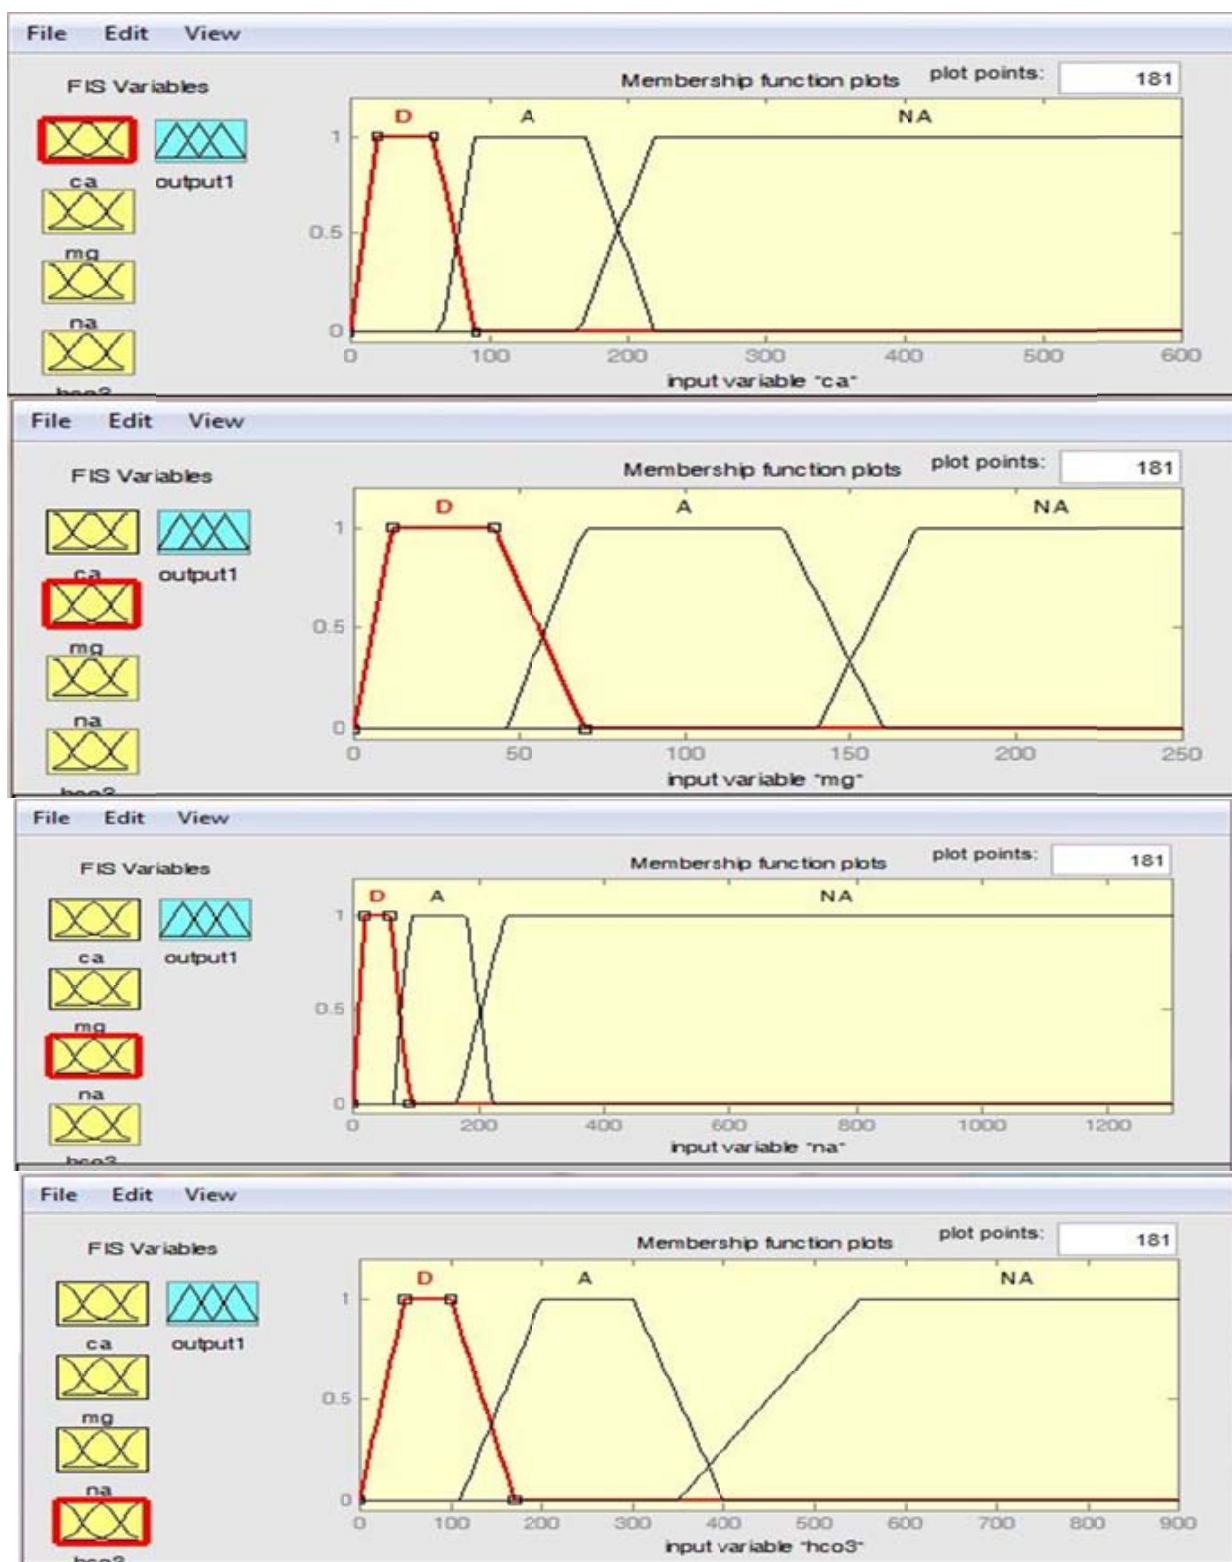 File Edit View
FIS Variables
Membership function plots
plot points: 181
ca
output1
mg
na
hco3
D A NA
1
0.5
0
0 100 200 300 400 500 600
input variable "ca"
File Edit View
FIS Variables
Membership function plots
plot points: 181
ca
output1
mg
na
hco3
D A NA
1
0.5
0
0 50 100 150 200 250
input variable "mg"
File Edit View
FIS Variables
Membership function plots
plot points: 181
ca
output1
mg
na
hco3
D A NA
1
0.5
0
200 400 600 800 1000 1200
input variable "na"
File Edit View
FIS Variables
Membership function plots
plot points: 181
ca
output1
mg
na
hco3
D A NA
1
0.5
0
0 100 200 300 400 500 600 700 800 900
input variable "hco3"